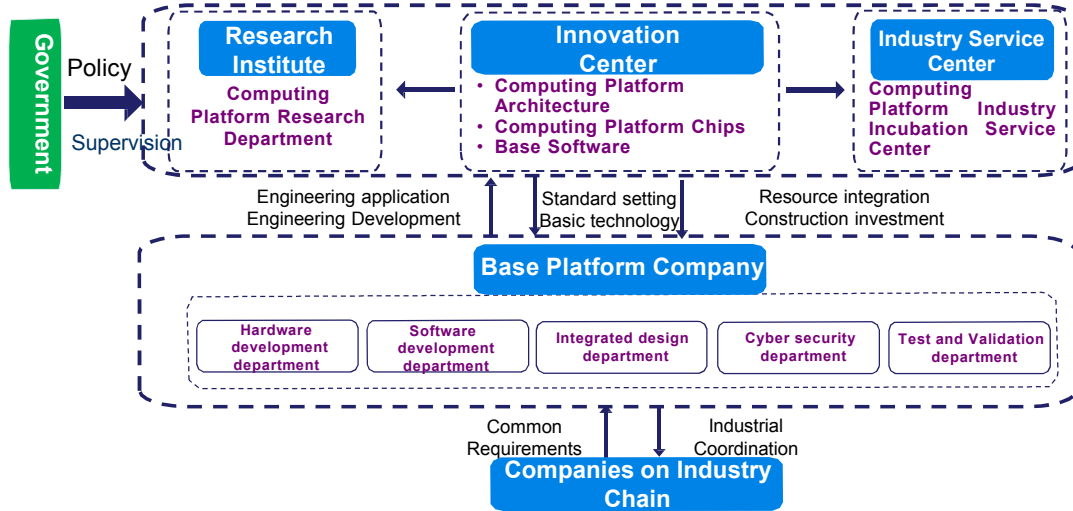 Government
Policy
Supervision
Research
Institute
Computing
Platform Research
Department
Innovation
Center
• Computing Platform
Architecture
• Computing Platform Chips
• Base Software
Industry Service
Center
Computing
Platform Industry
Incubation Service
Center
Engineering application
Engineering Development
Standard setting
Basic technology
Resource integration
Construction investment
Base Platform Company
Hardware
development
department
Software
development
department
Integrated design
department
Cyber security
department
Test and Validation
department
Common
Requirements
Industrial
Coordination
Companies on Industry
Chain